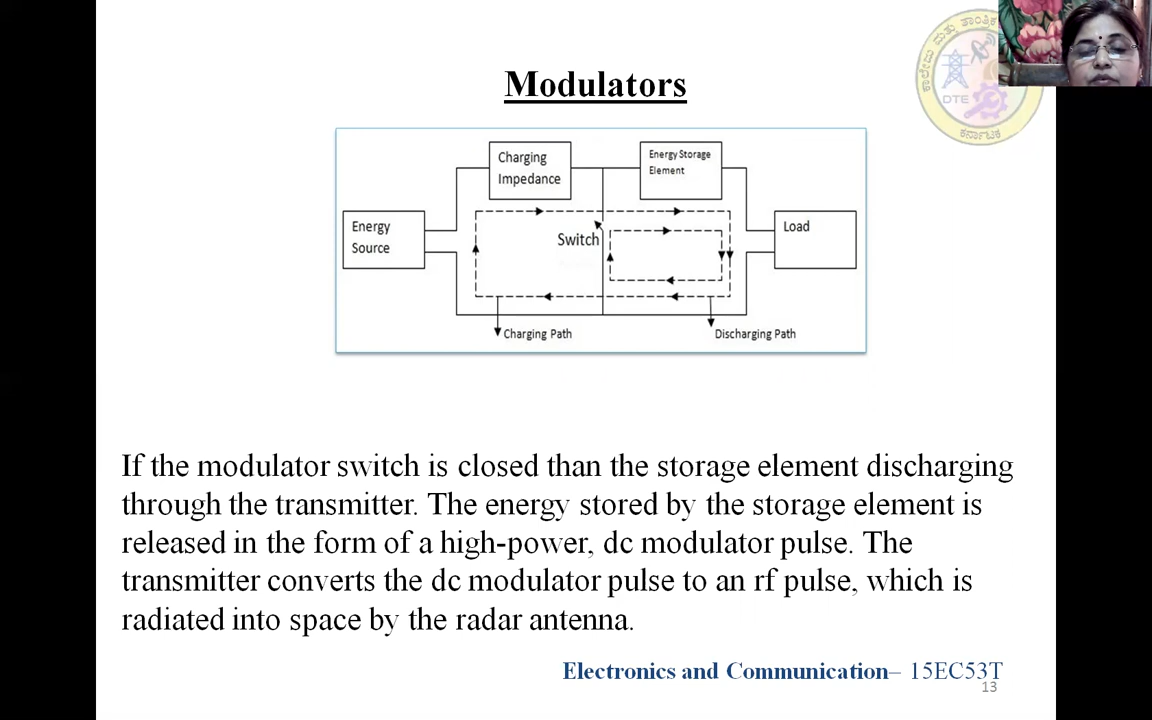 Modulators
Charging
Impedance
Energy Storage
Element
Energy
Source
Switch
Load
Charging Path
Discharging Path
If the modulator switch is closed than the storage element discharging
through the transmitter. The energy stored by the storage element is
released in the form of a high-power, dc modulator pulse. The
transmitter converts the dc modulator pulse to an rf pulse, which is
radiated into space by the radar antenna.
Electronics and Communication– 15EC53T
13
DTE
ಕರ್ನಾಟಕ